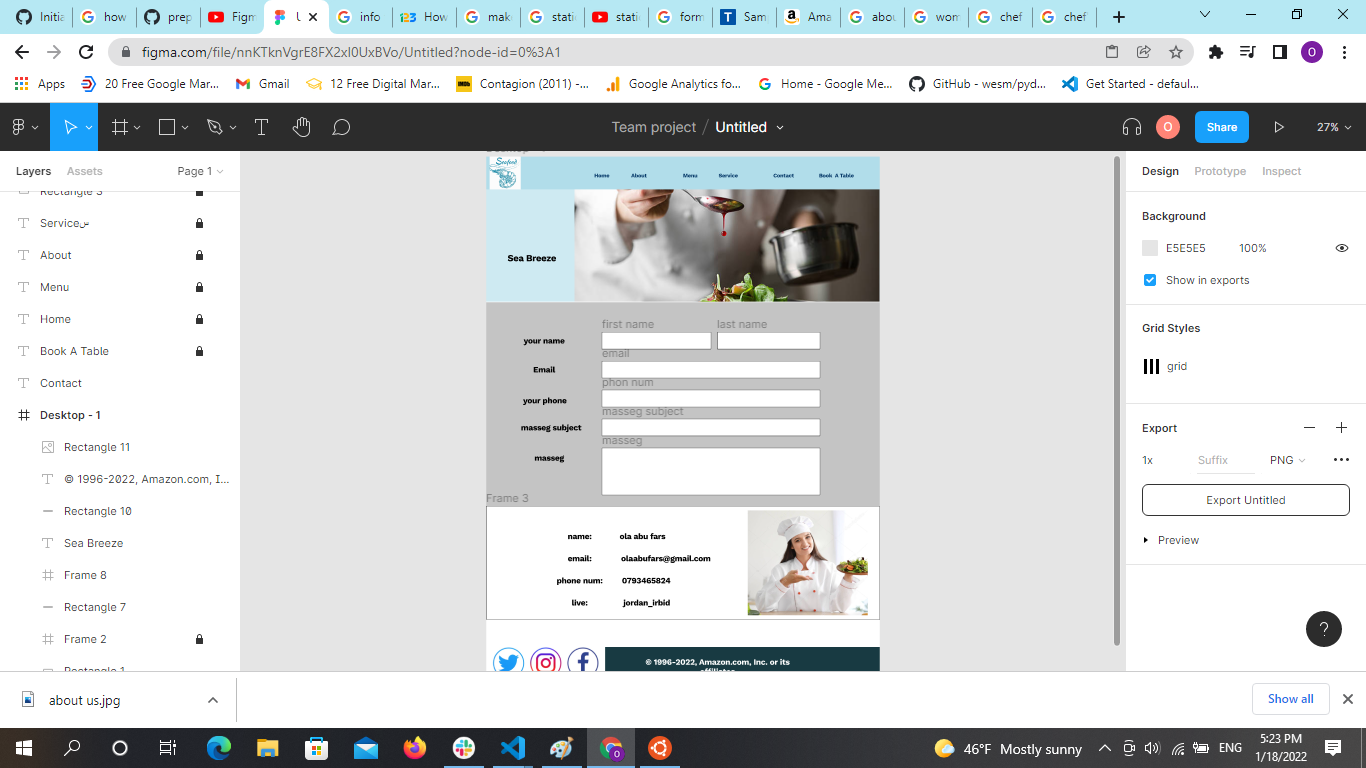 Initia
how
prep
Figm
U
info
How
make
static
static
form
Sam
Ama
abou
wom
chef
chef
figma.com/file/nnKTknVgrE8FX2xI0UxBVo/Untitled?node-id=0%3A1
O
Apps
20 Free Google Mar...
Gmail
12 Free Digital Mar...
IMDb
Contagion (2011) -...
Google Analytics fo...
Home - Google Me...
GitHub - wesm/pyd...
Get Started - defaul...
Team project / Untitled
O
Share
27%
Layers
Assets
Page 1
Rectangle 3
Serviceس
About
Menu
Home
Book A Table
Contact
Desktop - 1
Rectangle 11
© 1996-2022, Amazon.com, I...
Rectangle 10
Sea Breeze
Frame 8
Rectangle 7
Frame 2
Rectangle 1
Seafood
Home
About
Menu
Service
Contact
Book A Table
Sea Breeze
first name
last name
your name
email
Email
phon num
your phone
masseg subject
masseg subject
masseg
masseg
Frame 3
name: ola abu fars
email: olaabufars@gmail.com
phone num: 0793465824
live: jordan_irbid
© 1996-2022, Amazon.com, Inc. or its
affiliates
Design
Prototype
Inspect
Background
E5E5E5
100%
Show in exports
Grid Styles
grid
Export
1x
Suffix
PNG
Export Untitled
Preview
?
about us.jpg
Show all
46°F Mostly sunny
ENG
5:23 PM
1/18/2022